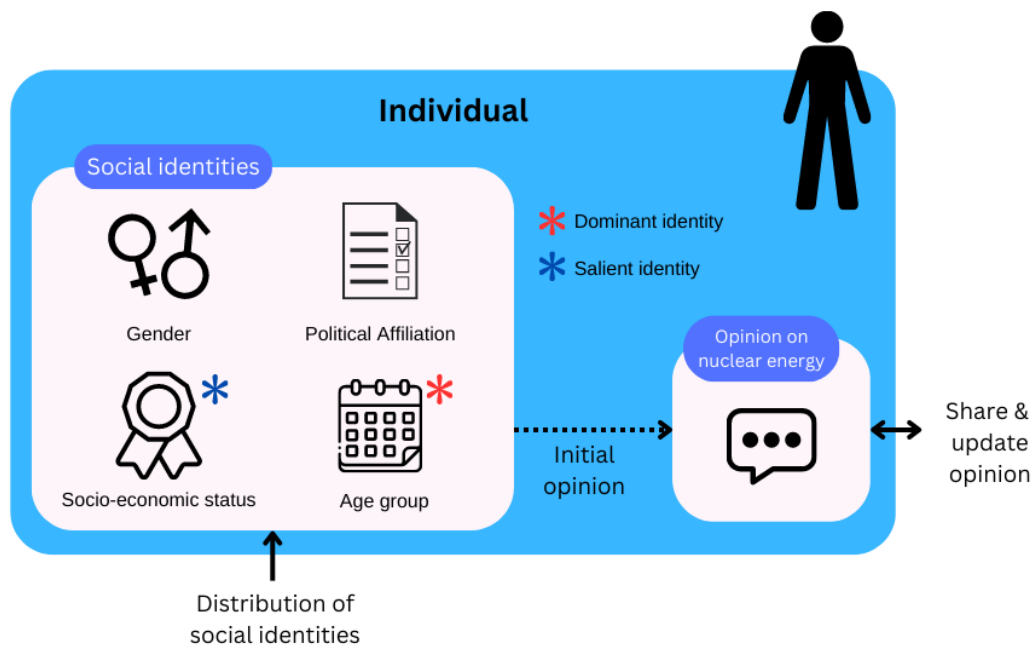 Individual
Social identities
Gender
Political Affiliation
Socio-economic status
Age group
Dominant identity
Salient identity
Opinion on
nuclear energy
Initial
opinion
Share &
update
opinion
Distribution of
social identities